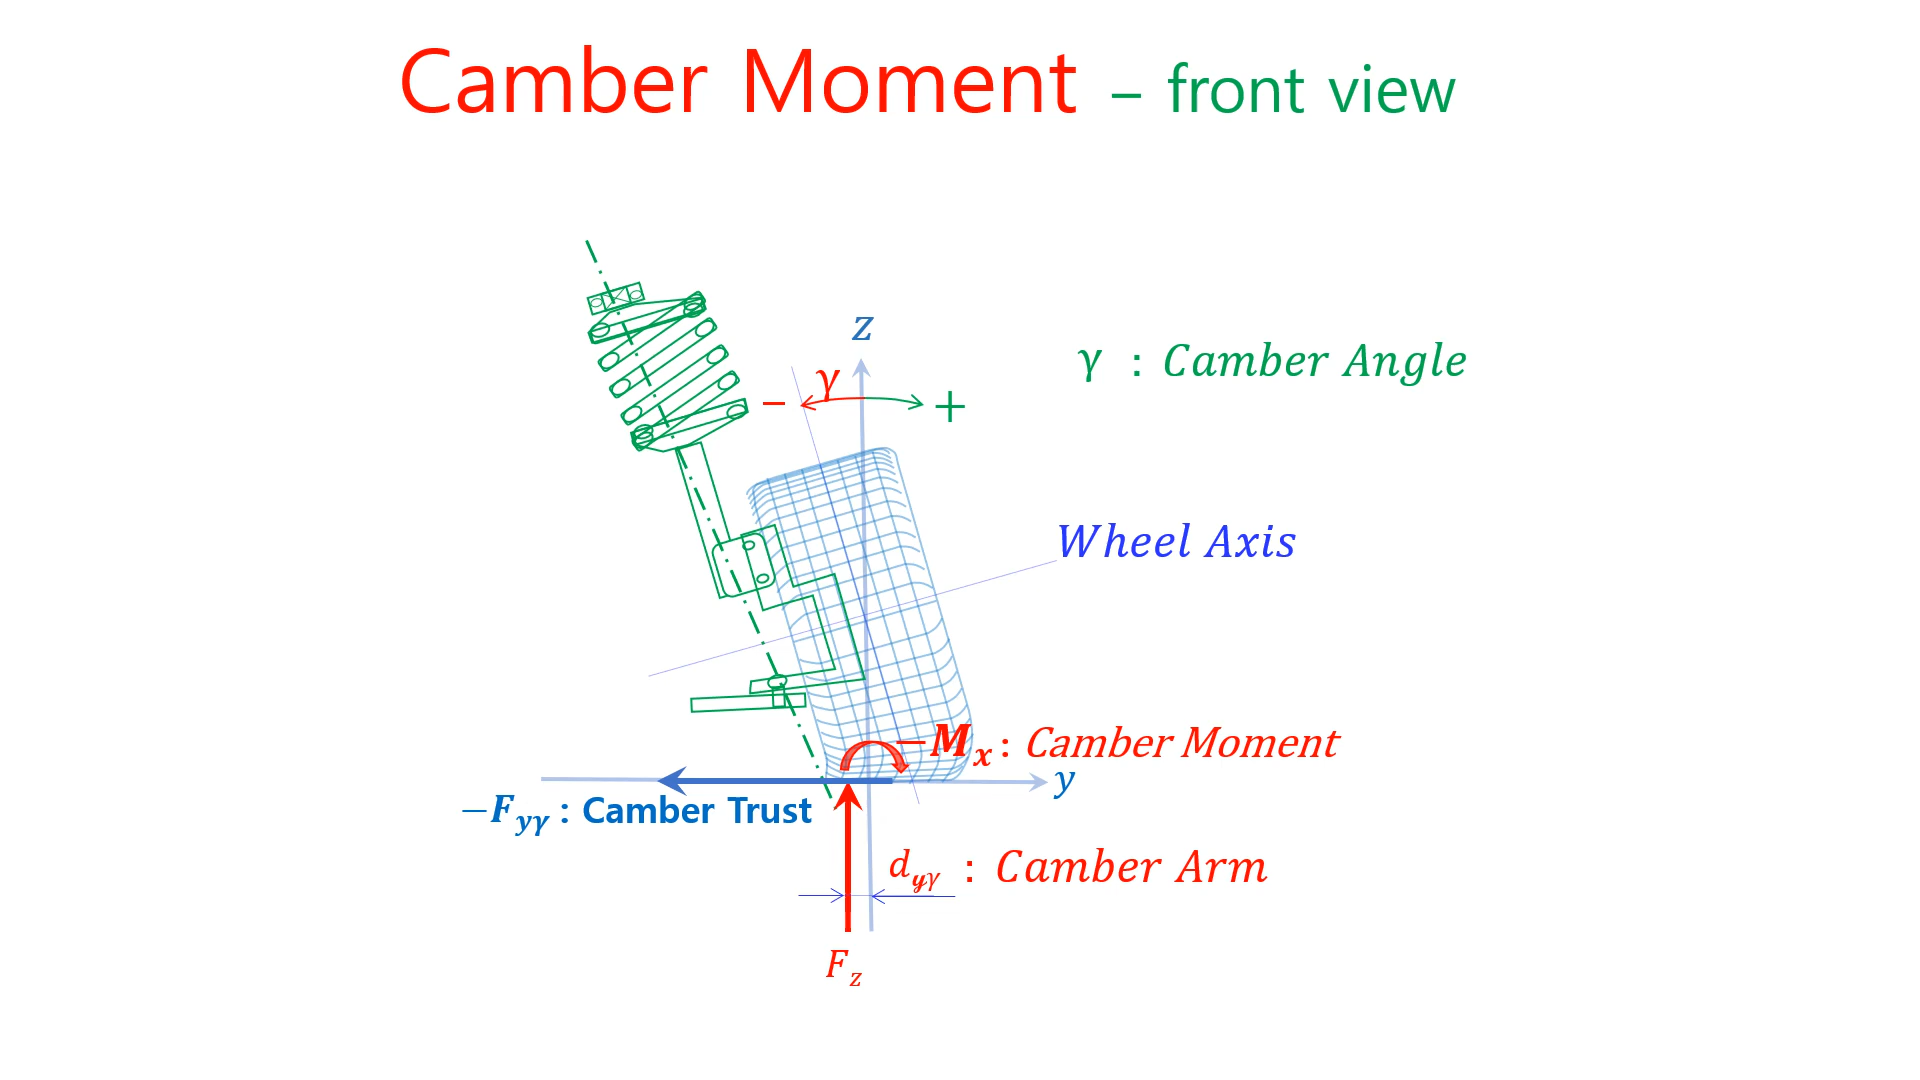 Camber Moment – front view
z
γ : Camber Angle
γ
– +
Wheel Axis
−Mx : Camber Moment
y
−Fyγ : Camber Trust
dyγ : Camber Arm
Fz